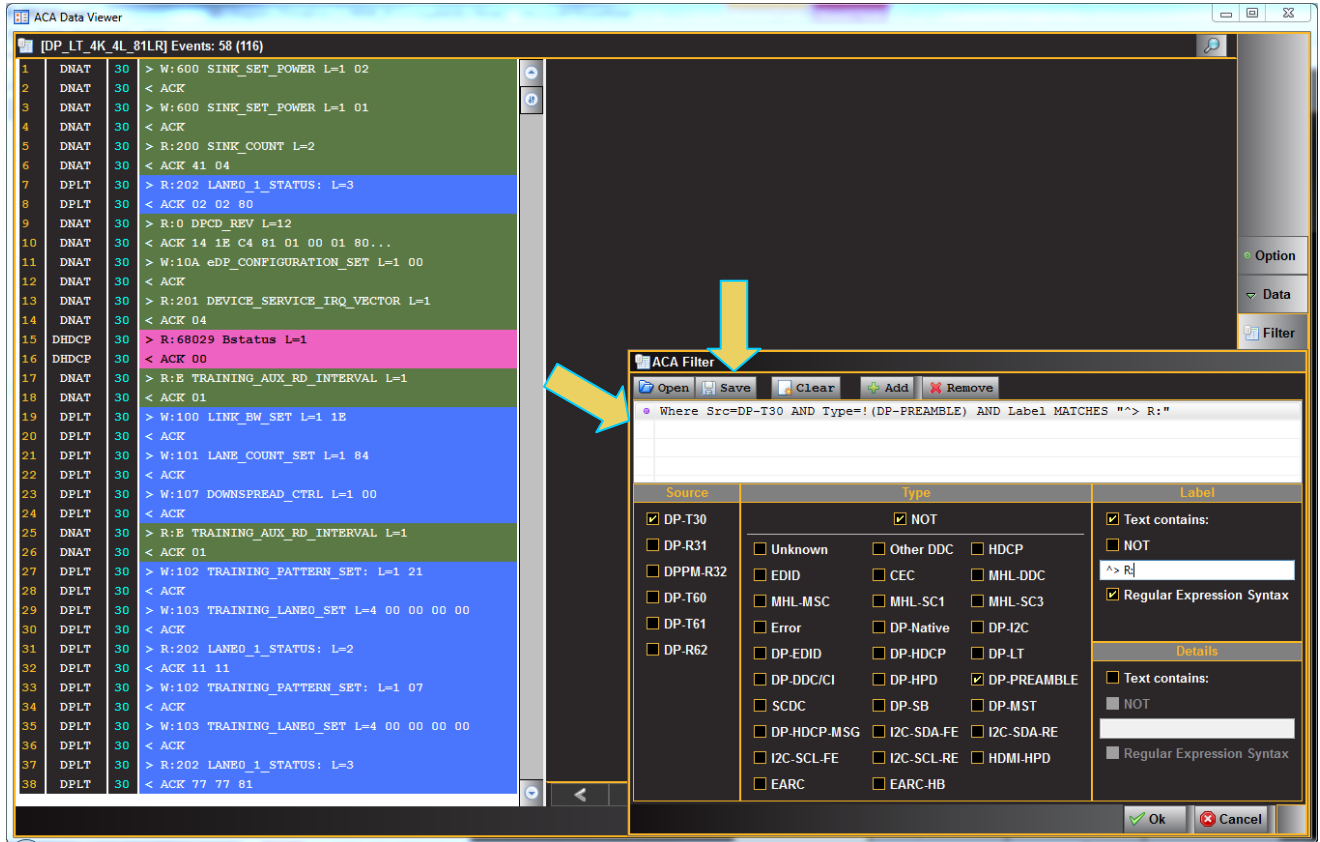 ACA Data Viewer
[DP_LT_4K_4L_81LR] Events: 58 (116)
1 DNAT 30 > W:600 SINK_SET_POWER L=1 02
2 DNAT 30 < ACK
3 DNAT 30 > W:600 SINK_SET_POWER L=1 01
4 DNAT 30 < ACK
5 DNAT 30 > R:200 SINK_COUNT L=2
6 DNAT 30 < ACK 41 04
7 DPLT 30 > R:202 LANE0_1_STATUS: L=3
8 DPLT 30 < ACK 02 02 80
9 DNAT 30 > R:0 DPCD_REV L=12
10 DNAT 30 < ACK 14 1E C4 81 01 00 01 80...
11 DNAT 30 > W:10A eDP_CONFIGURATION_SET L=1 00
12 DNAT 30 < ACK
13 DNAT 30 > R:201 DEVICE_SERVICE_IRQ_VECTOR L=1
14 DNAT 30 < ACK 04
15 DHDCP 30 > R:68029 Bstatus L=1
16 DHDCP 30 < ACK 00
17 DNAT 30 > R:E TRAINING_AUX_RD_INTERVAL L=1
18 DNAT 30 < ACK 01
19 DPLT 30 > W:100 LINK_BW_SET L=1 1E
20 DPLT 30 < ACK
21 DPLT 30 > W:101 LANE_COUNT_SET L=1 84
22 DPLT 30 < ACK
23 DPLT 30 > W:107 DOWNSPREAD_CTRL L=1 00
24 DPLT 30 < ACK
25 DNAT 30 > R:E TRAINING_AUX_RD_INTERVAL L=1
26 DNAT 30 < ACK 01
27 DPLT 30 > W:102 TRAINING_PATTERN_SET: L=1 21
28 DPLT 30 < ACK
29 DPLT 30 > W:103 TRAINING_LANE0_SET L=4 00 00 00 00
30 DPLT 30 < ACK
31 DPLT 30 > R:202 LANE0_1_STATUS: L=2
32 DPLT 30 < ACK 11 11
33 DPLT 30 > W:102 TRAINING_PATTERN_SET: L=1 07
34 DPLT 30 < ACK
35 DPLT 30 > W:103 TRAINING_LANE0_SET L=4 00 00 00 00
36 DPLT 30 < ACK
37 DPLT 30 > R:202 LANE0_1_STATUS: L=3
38 DPLT 30 < ACK 77 77 81
Option
Data
Filter
ACA Filter
Open Save Clear Add Remove
Where Src=DP-T30 AND Type=!(DP-PREAMBLE) AND Label MATCHES "^> R:"
Source Type Label
DP-T30 NOT Text contains:
DP-R31 Unknown Other DDC HDCP NOT
DPPM-R32 EDID CEC MHL-DDC ^> R:
DP-T60 MHL-MSC MHL-SC1 MHL-SC3 Regular Expression Syntax
DP-T61 Error DP-Native DP-I2C
DP-R62 DP-EDID DP-HDCP DP-LT Details
DP-DDC/CI DP-HPD DP-PREAMBLE Text contains:
SCDC DP-SB DP-MST NOT
DP-HDCP-MSG I2C-SDA-FE I2C-SDA-RE
I2C-SCL-FE I2C-SCL-RE HDMI-HPD Regular Expression Syntax
EARC EARC-HB
Ok Cancel